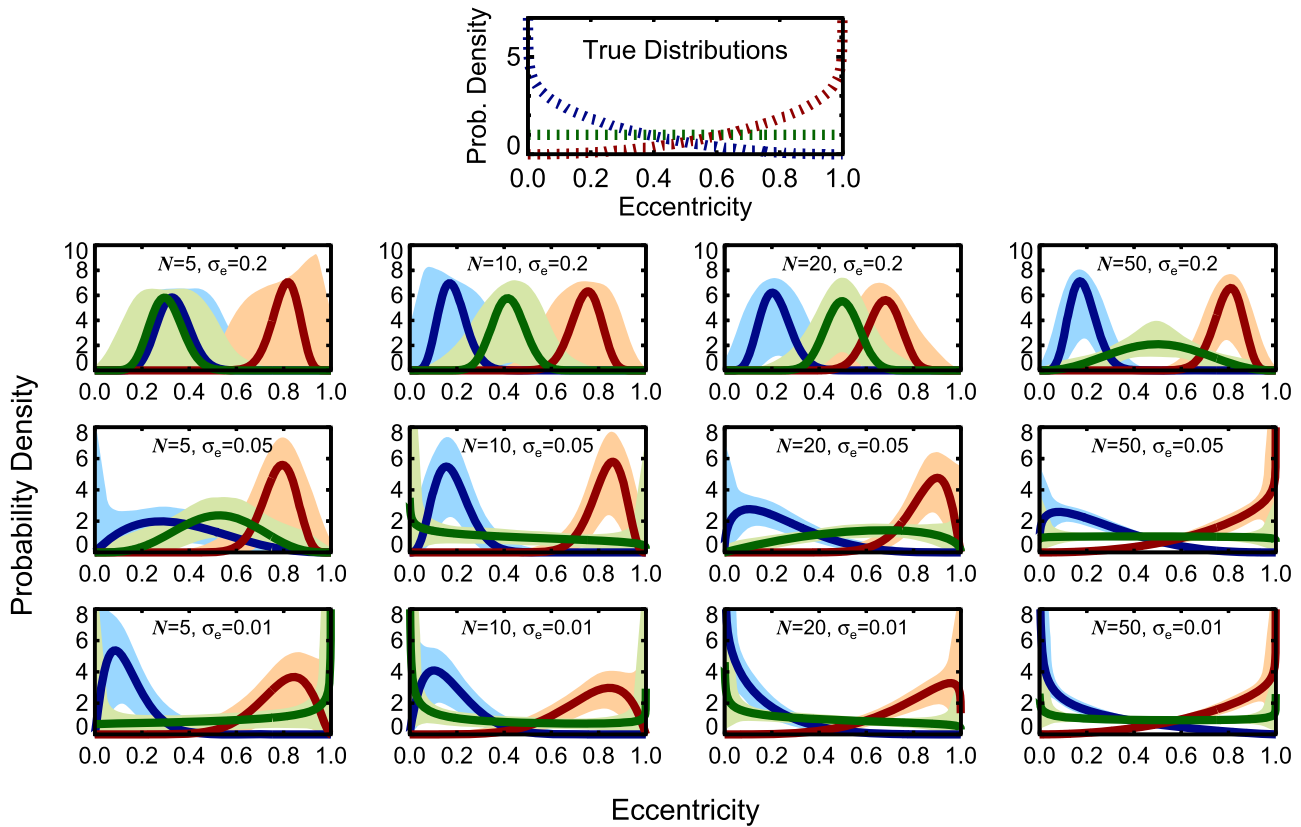 True Distributions
Prob. Density
5
0
0.0 0.2 0.4 0.6 0.8 1.0
Eccentricity
Probability Density
N=5, σe=0.2
10
8
6
4
2
0
0.0 0.2 0.4 0.6 0.8 1.0
N=10, σe=0.2
10
8
6
4
2
0
0.0 0.2 0.4 0.6 0.8 1.0
N=20, σe=0.2
10
8
6
4
2
0
0.0 0.2 0.4 0.6 0.8 1.0
N=50, σe=0.2
10
8
6
4
2
0
0.0 0.2 0.4 0.6 0.8 1.0
N=5, σe=0.05
8
6
4
2
0
0.0 0.2 0.4 0.6 0.8 1.0
N=10, σe=0.05
8
6
4
2
0
0.0 0.2 0.4 0.6 0.8 1.0
N=20, σe=0.05
8
6
4
2
0
0.0 0.2 0.4 0.6 0.8 1.0
N=50, σe=0.05
8
6
4
2
0
0.0 0.2 0.4 0.6 0.8 1.0
N=5, σe=0.01
8
6
4
2
0
0.0 0.2 0.4 0.6 0.8 1.0
N=10, σe=0.01
8
6
4
2
0
0.0 0.2 0.4 0.6 0.8 1.0
N=20, σe=0.01
8
6
4
2
0
0.0 0.2 0.4 0.6 0.8 1.0
N=50, σe=0.01
8
6
4
2
0
0.0 0.2 0.4 0.6 0.8 1.0
Eccentricity